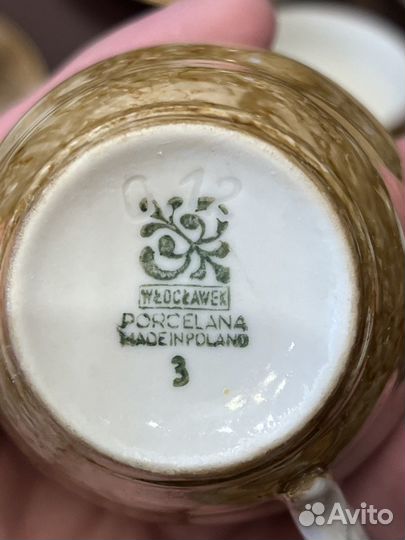 0,12
WŁOCŁAWEK
PORCELANA
MADE IN POLAND
3
Avito